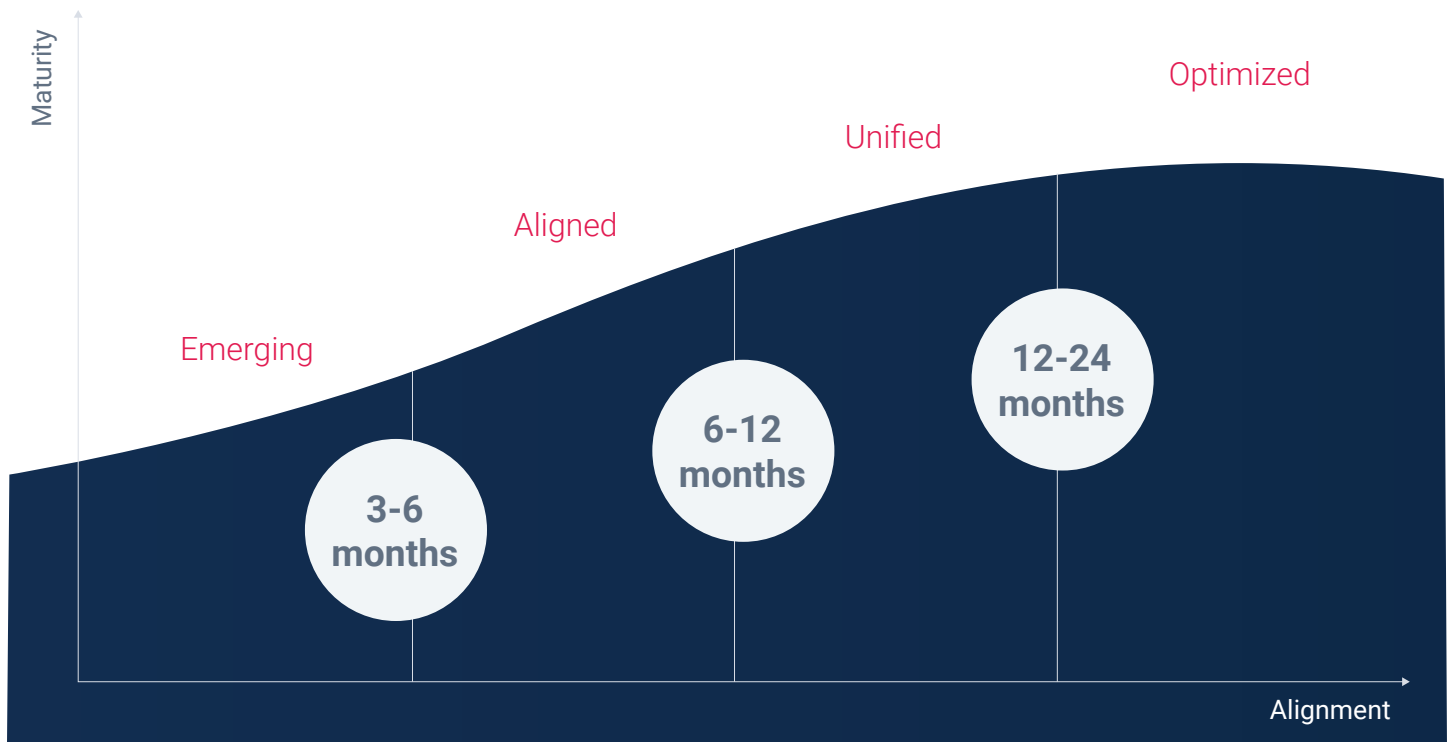 Maturity
Optimized
Unified
Aligned
Emerging
12-24
months
6-12
months
3-6
months
Alignment